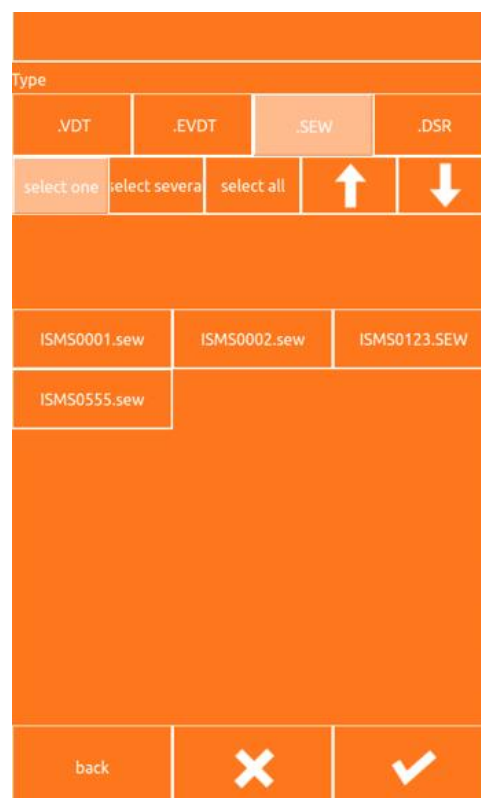 Type
.VDT .EVDT .SEW .DSR
select one select severa select all
ISMS0001.sew ISMS0002.sew ISMS0123.SEW
ISMS0555.sew
back